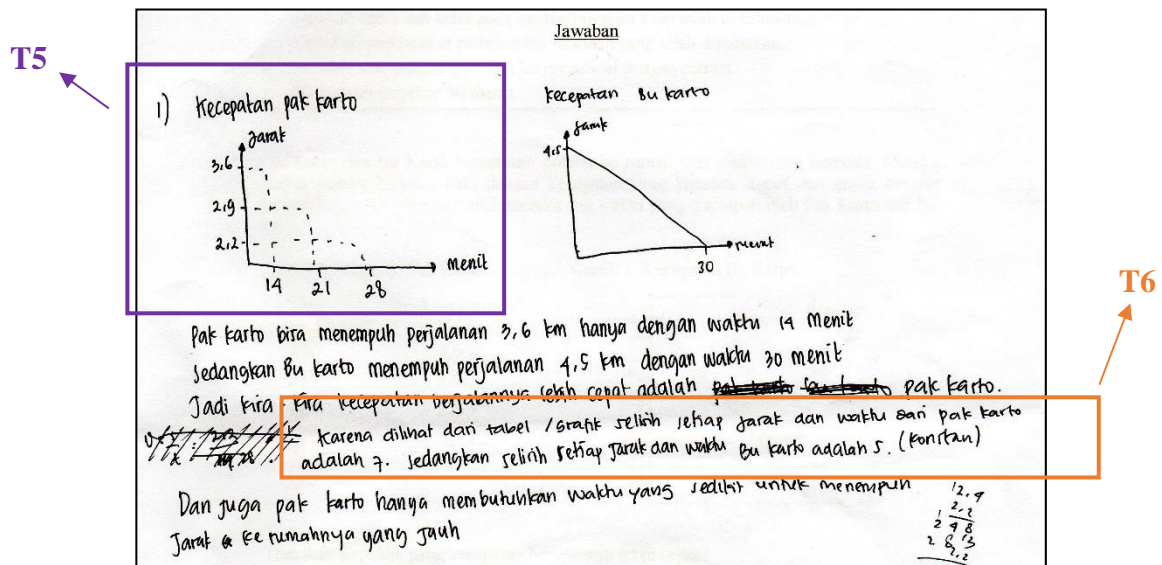 Jawaban
T5
1) Kecepatan pak karto
Jarak
3,6
2,9
2,2
14 21 28
menit
Kecepatan Bu karto
Jarak
4,5
30
menit
Pak karto bisa menempuh perjalanan 3,6 km hanya dengan waktu 14 menit
sedangkan Bu karto menempuh perjalanan 4,5 km dengan waktu 30 menit
Jadi kira-kira kecepatan berjalannya lebih cepat adalah pak karto.
T6
Karena dilihat dari tabel / Grafik selisih setiap jarak dan waktu dari pak karto
adalah 7. sedangkan selisih setiap jarak dan waktu Bu karto adalah 5. (konstan)
Dan juga pak karto hanya membutuhkan waktu yang sedikit untuk menempuh
Jarak ke rumahnya yang jauh
2,2